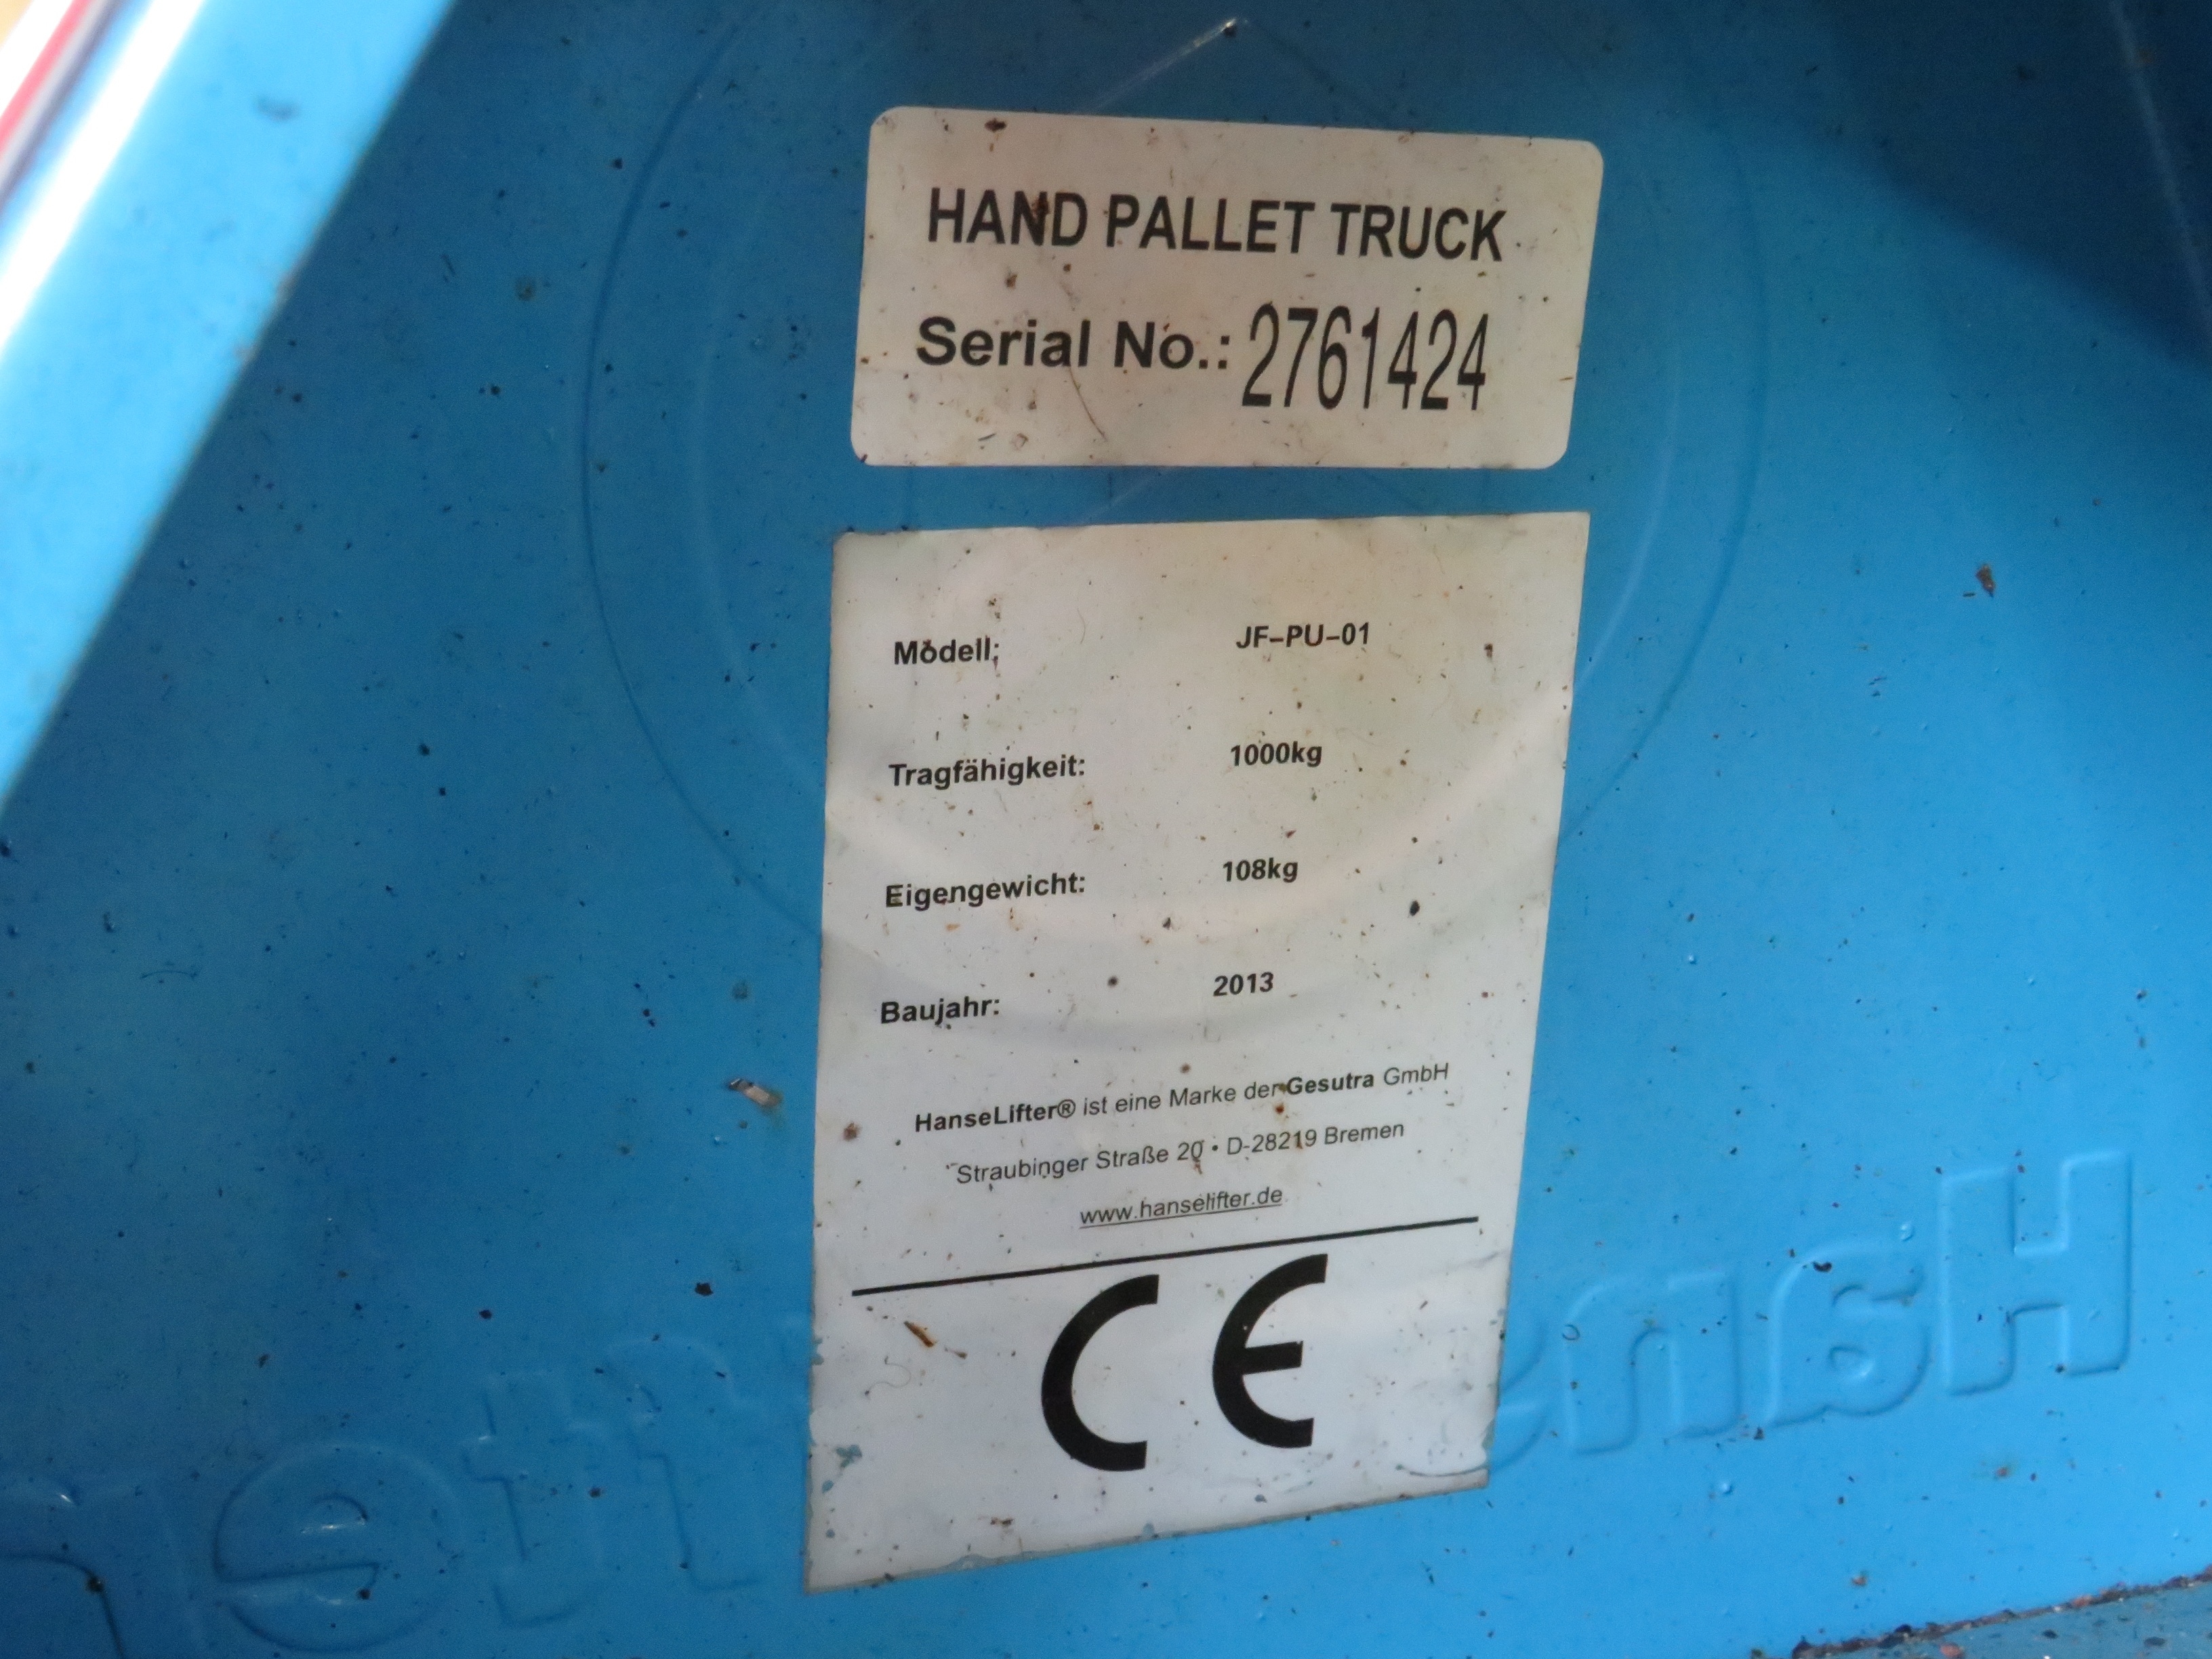 HAND PALLET TRUCK
Serial No.: 2761424
Modell: JF-PU-01
Tragfähigkeit: 1000kg
Eigengewicht: 108kg
Baujahr: 2013
HanseLifter® ist eine Marke der Gesutra GmbH
Straubinger Straße 20 • D-28219 Bremen
www.hanselifter.de
CE